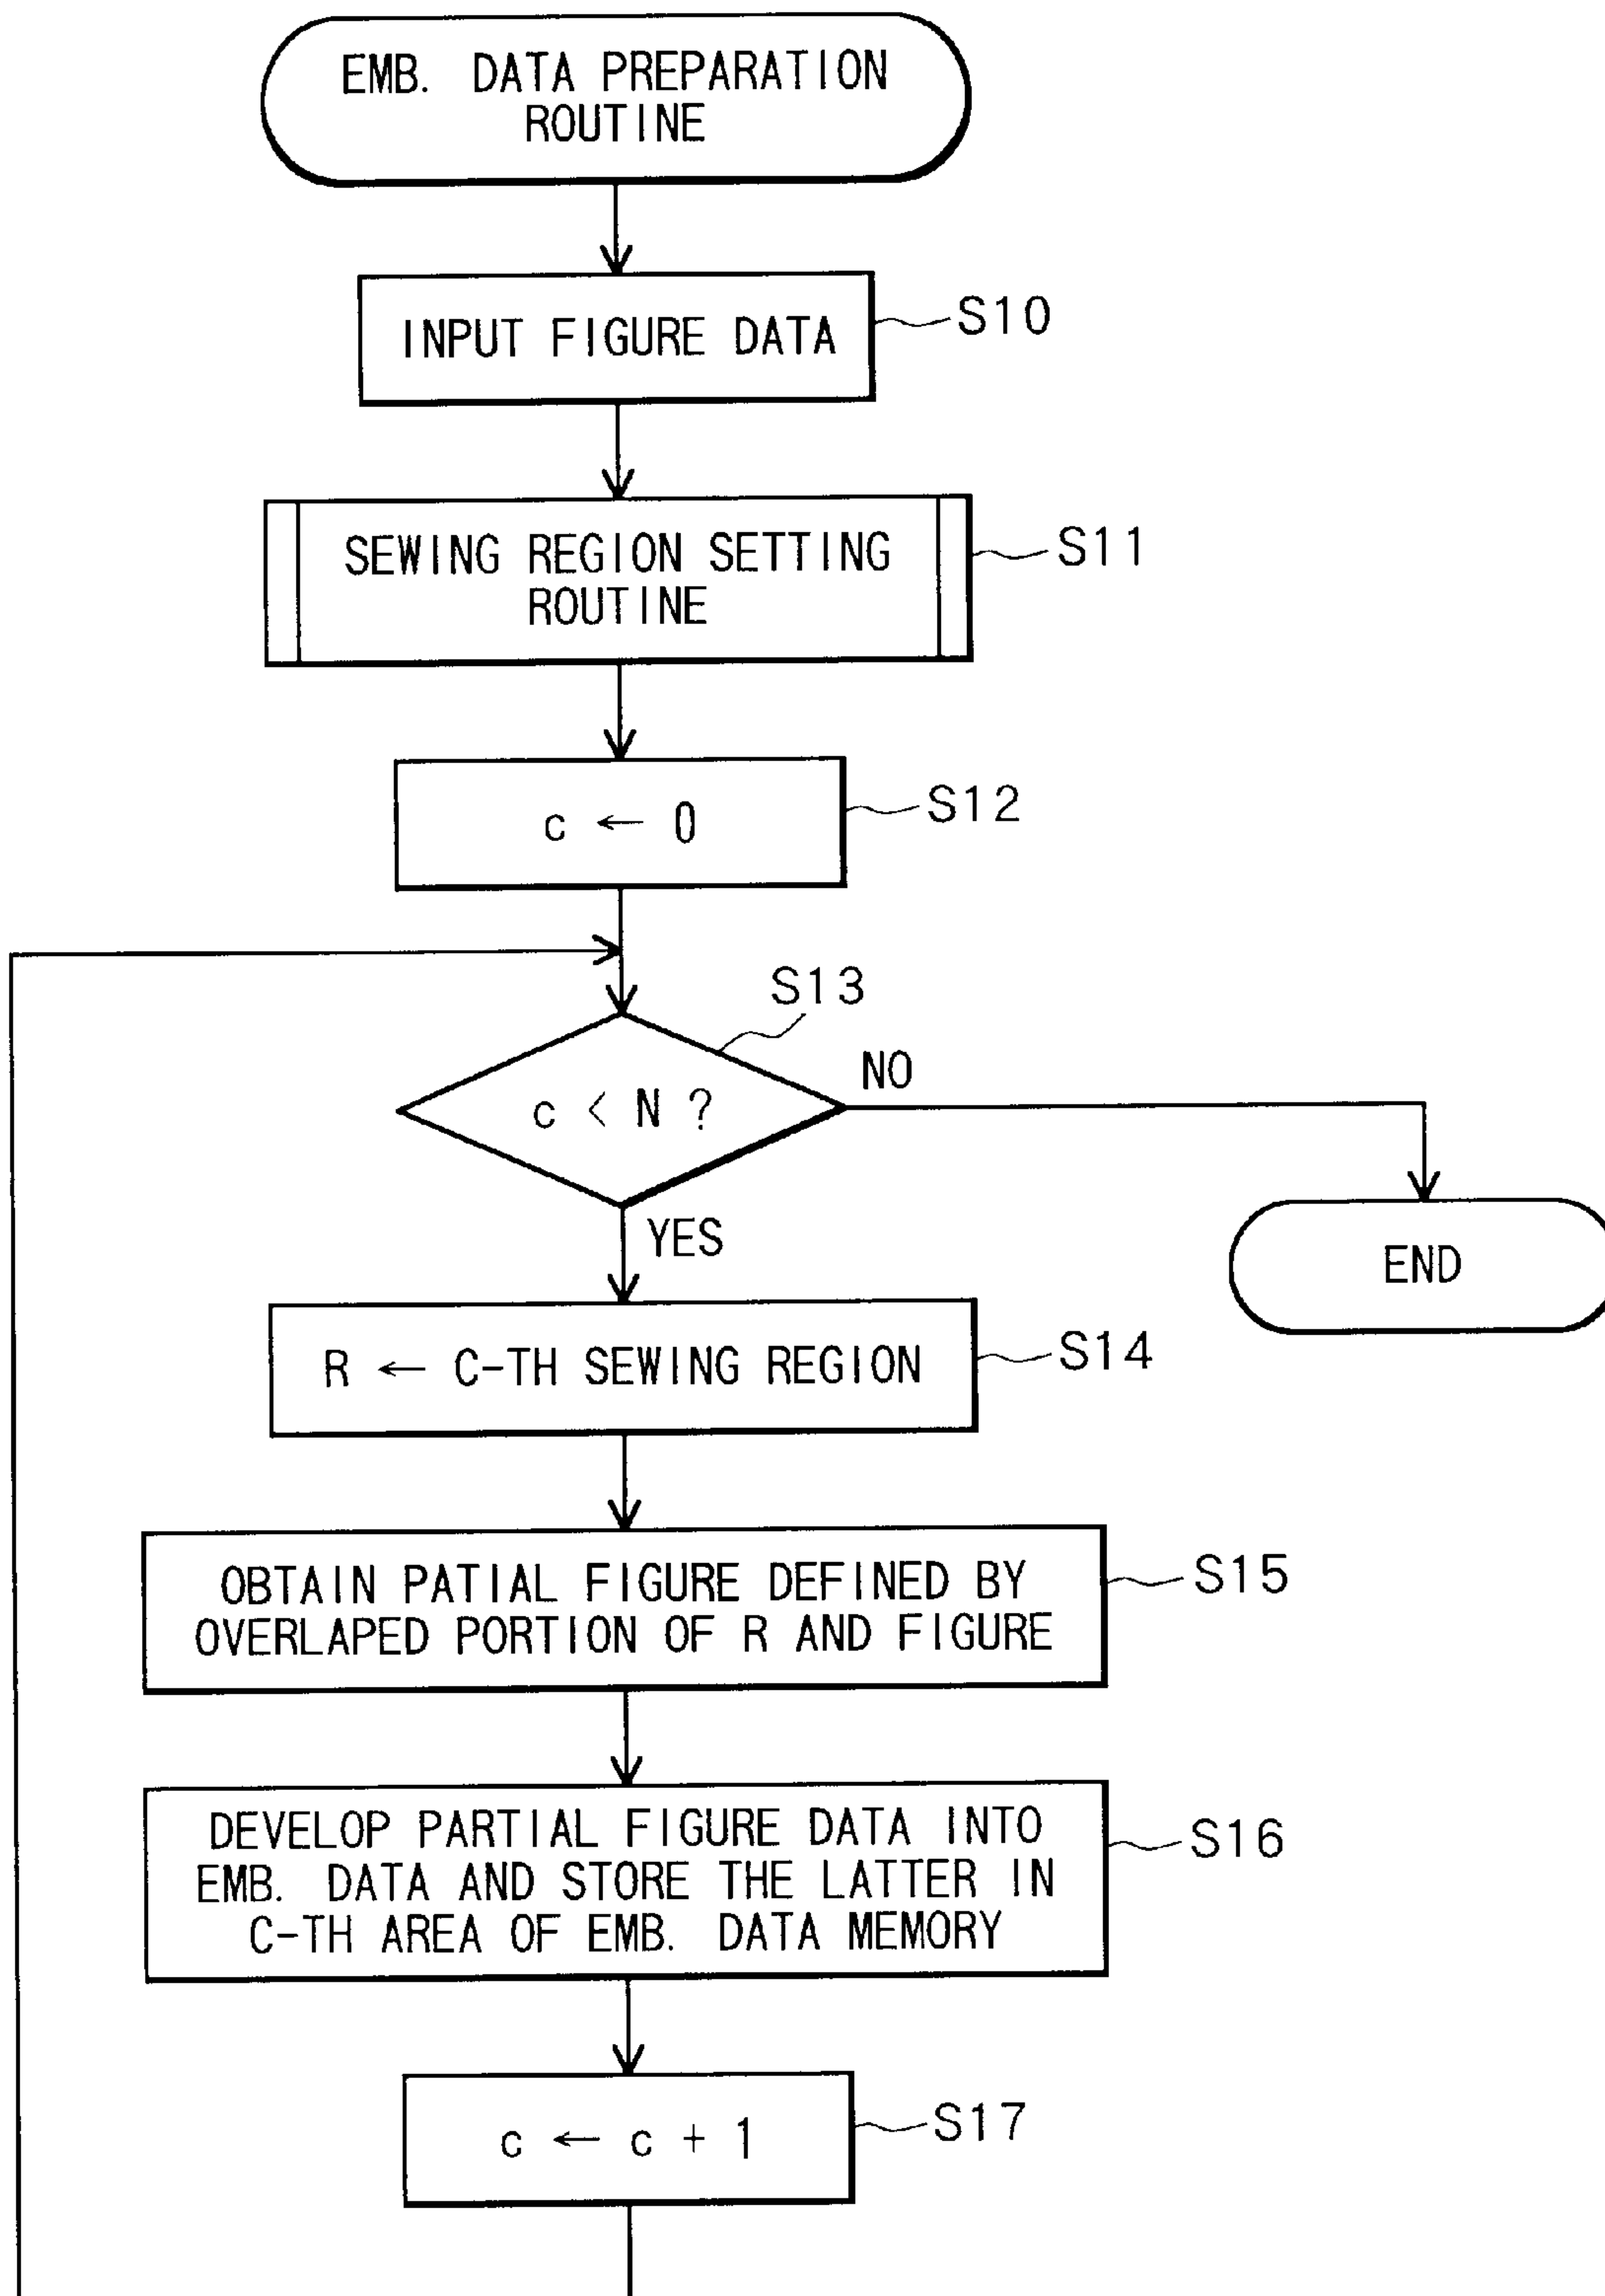 EMB. DATA PREPARATION
ROUTINE
INPUT FIGURE DATA
S10
SEWING REGION SETTING
ROUTINE
S11
c ← 0
S12
S13
c < N ?
NO
YES
END
R ← C-TH SEWING REGION
S14
OBTAIN PATIAL FIGURE DEFINED BY
OVERLAPED PORTION OF R AND FIGURE
S15
DEVELOP PARTIAL FIGURE DATA INTO
EMB. DATA AND STORE THE LATTER IN
C-TH AREA OF EMB. DATA MEMORY
S16
c ← c + 1
S17